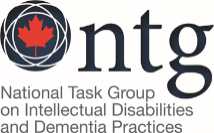 ntg
National Task Group
on Intellectual Disabilities
and Dementia Practices